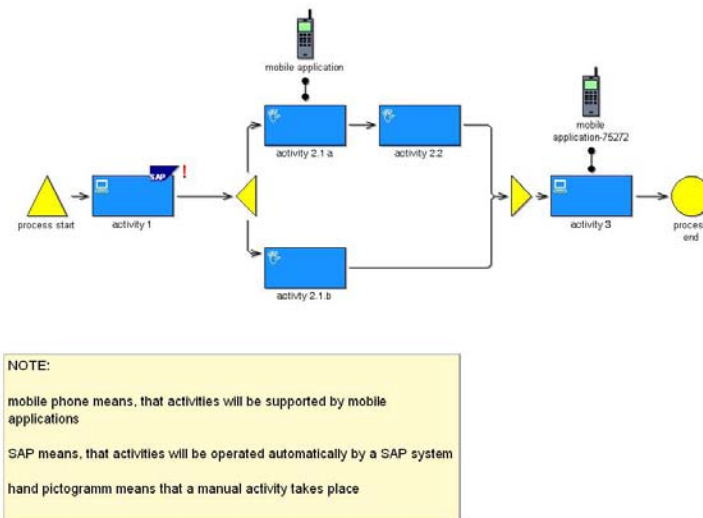 mobile application
mobile
application-75272
activity 2.1 a
activity 2.2
SAP !
process start
activity 1
activity 3
process
end
activity 2.1.b
NOTE:
mobile phone means, that activities will be supported by mobile
applications
SAP means, that activities will be operated automatically by a SAP system
hand pictogramm means that a manual activity takes place